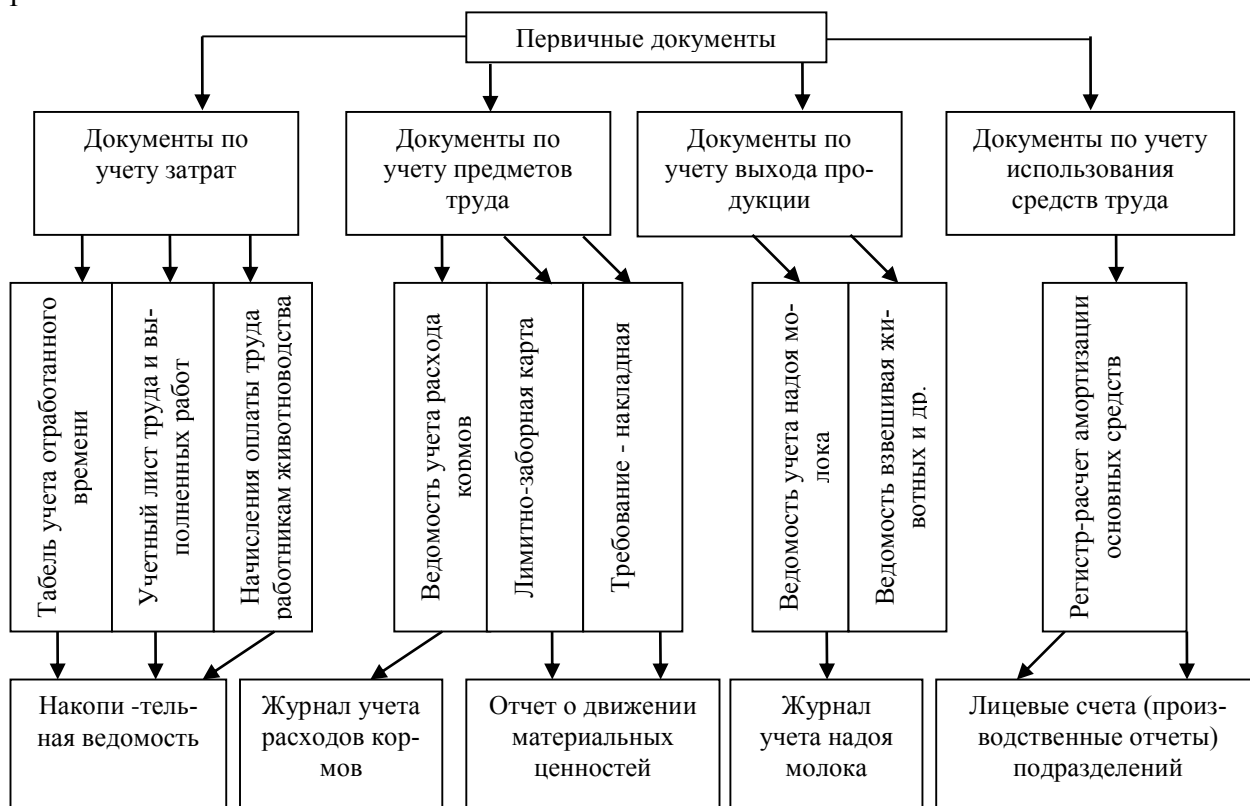 Первичные документы
Документы по
учету затрат
Документы по
учету предметов
труда
Документы по
учету выхода про-
дукции
Документы по учету
использования
средств труда
Табель учета отработанного
времени
Учетный лист труда и вы-
полненных работ
Начисления оплаты труда
работникам животноводства
Ведомость учета расхода
кормов
Лимитно-заборная карта
Требование - накладная
Ведомость учета надоя мо-
лока
Ведомость взвешивая жи-
вотных и др.
Регистр-расчет амортизации
основных средств
Накопи -тель-
ная ведомость
Журнал учета
расходов кор-
мов
Отчет о движении
материальных
ценностей
Журнал
учета надоя
молока
Лицевые счета (произ-
водственные отчеты)
подразделений